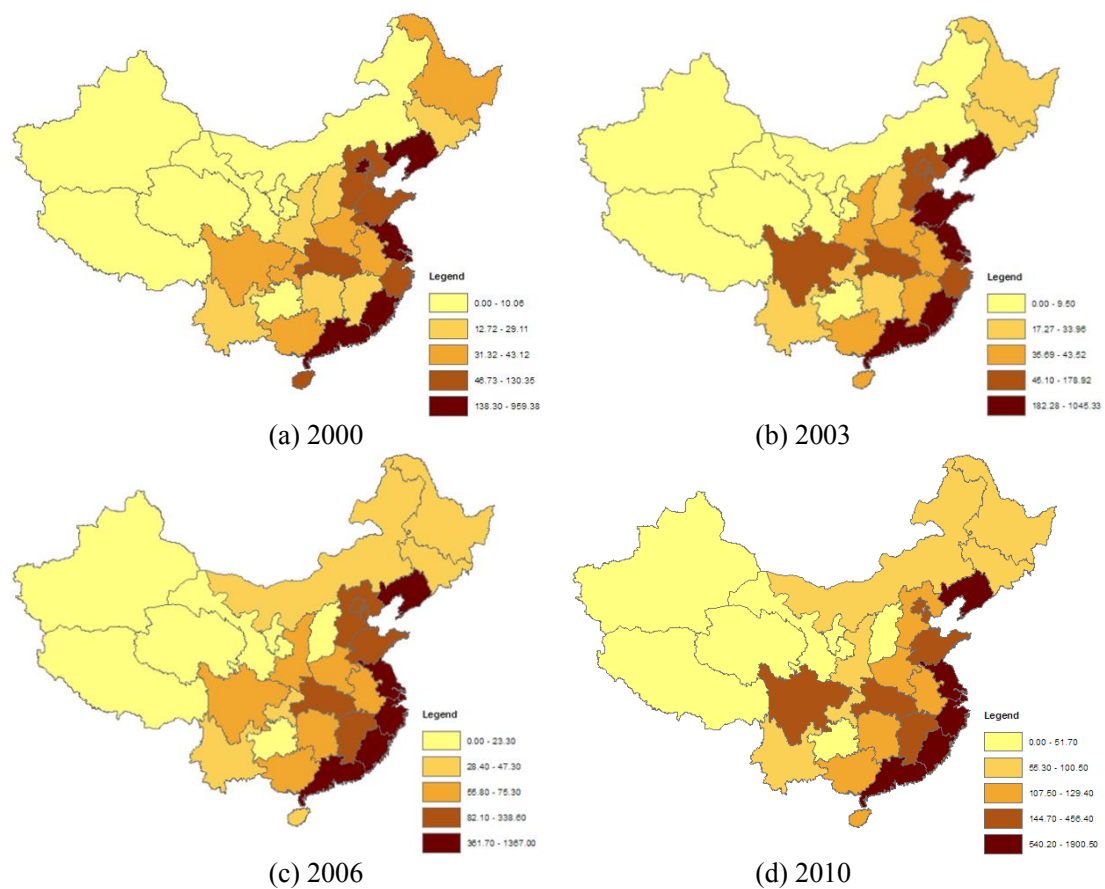 Legend
0.00 - 10.06
12.72 - 29.11
31.32 - 43.12
46.73 - 130.35
138.30 - 959.38
(a) 2000
Legend
0.00 - 9.50
17.27 - 33.96
35.69 - 43.52
45.10 - 178.92
182.28 - 1045.33
(b) 2003
Legend
0.00 - 23.30
28.40 - 47.30
55.80 - 75.30
82.10 - 338.60
361.70 - 1367.00
(c) 2006
Legend
0.00 - 51.70
55.30 - 100.50
107.50 - 129.40
144.70 - 456.40
540.20 - 1900.50
(d) 2010